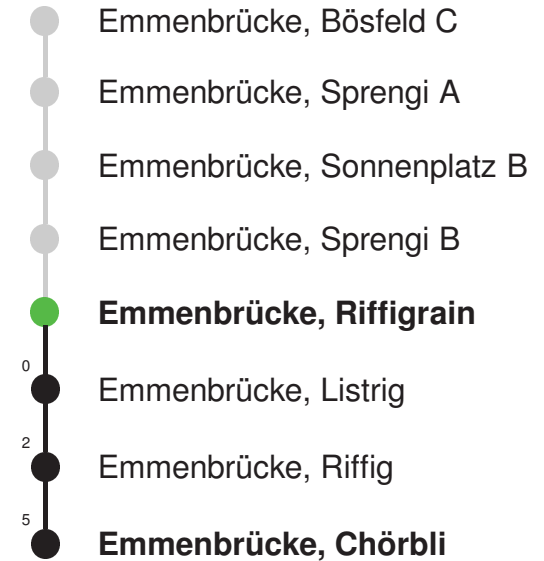 Emmenbrücke, Bösfeld C
Emmenbrücke, Sprengi A
Emmenbrücke, Sonnenplatz B
Emmenbrücke, Sprengi B
Emmenbrücke, Riffigrain
0
Emmenbrücke, Listrig
2
Emmenbrücke, Riffig
5
Emmenbrücke, Chörbli